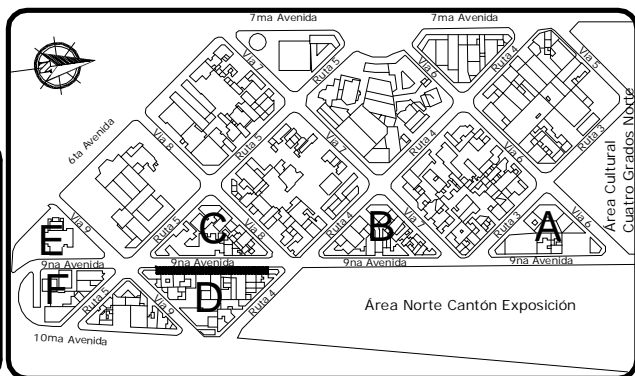 7ma Avenida
7ma Avenida
Vía 7
Ruta 5
Vía 6
Ruta 4
Vía 5
6ta Avenida
Vía 8
Ruta 5
Vía 7
Ruta 4
Vía 6
Ruta 3
Área Cultural
Cuatro Grados Norte
Vía 9
Ruta 5
Vía 8
Ruta 4
Vía 7
Ruta 3
Vía 6
E
C
B
A
9na Avenida
9na Avenida
9na Avenida
9na Avenida
F
D
Ruta 5
Vía 9
Ruta 4
Área Norte Cantón Exposición
10ma Avenida